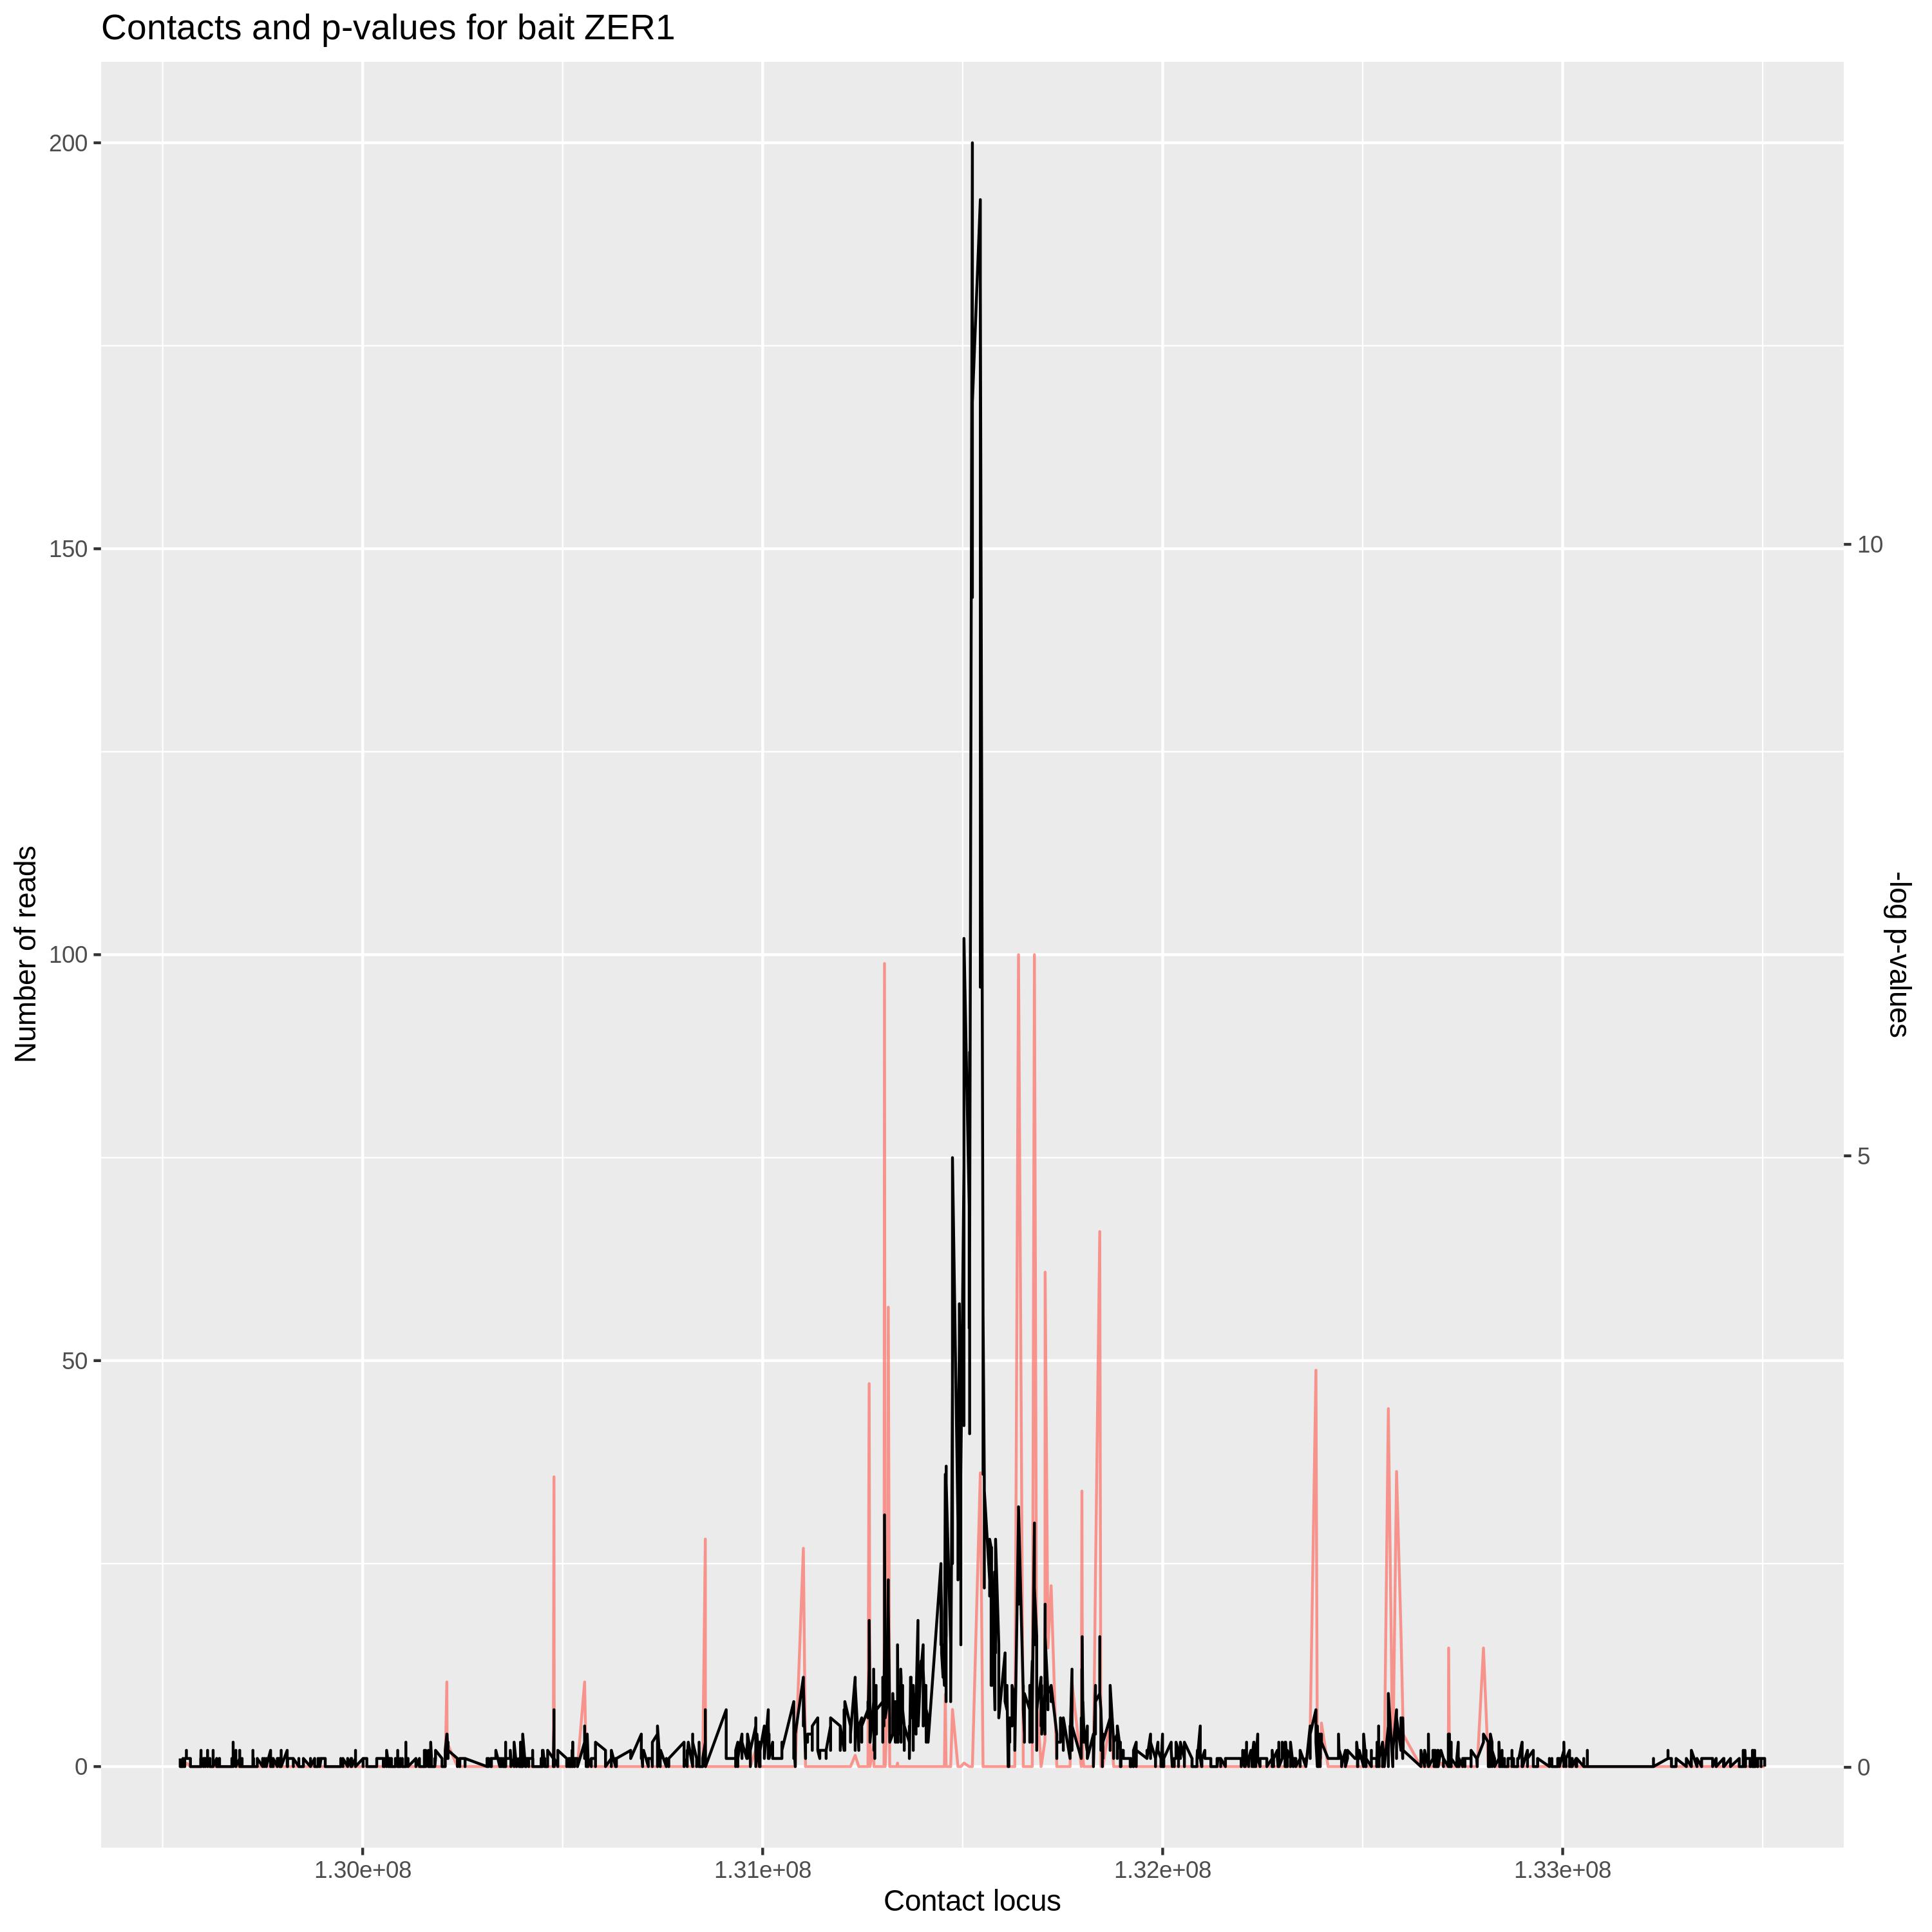 Contacts and p-values for bait ZER1
200
150
100
50
0
Number of reads
10
5
0
-log p-values
1.30e+08
1.31e+08
1.32e+08
1.33e+08
Contact locus